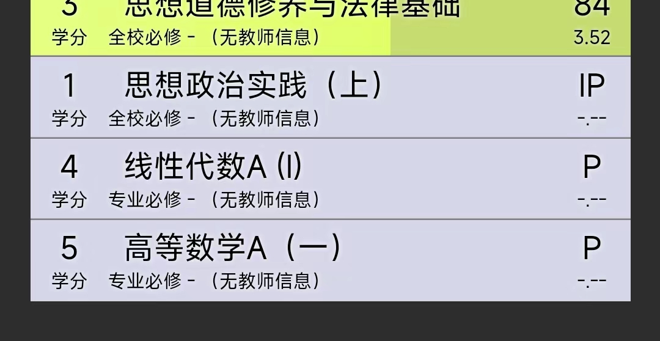 3 思想道德修养与法律基础 84
学分 全校必修 - （无教师信息） 3.52
1 思想政治实践（上） IP
学分 全校必修 - （无教师信息） -.--
4 线性代数A (I) P
学分 专业必修 - （无教师信息） -.--
5 高等数学A（一） P
学分 专业必修 - （无教师信息） -.--